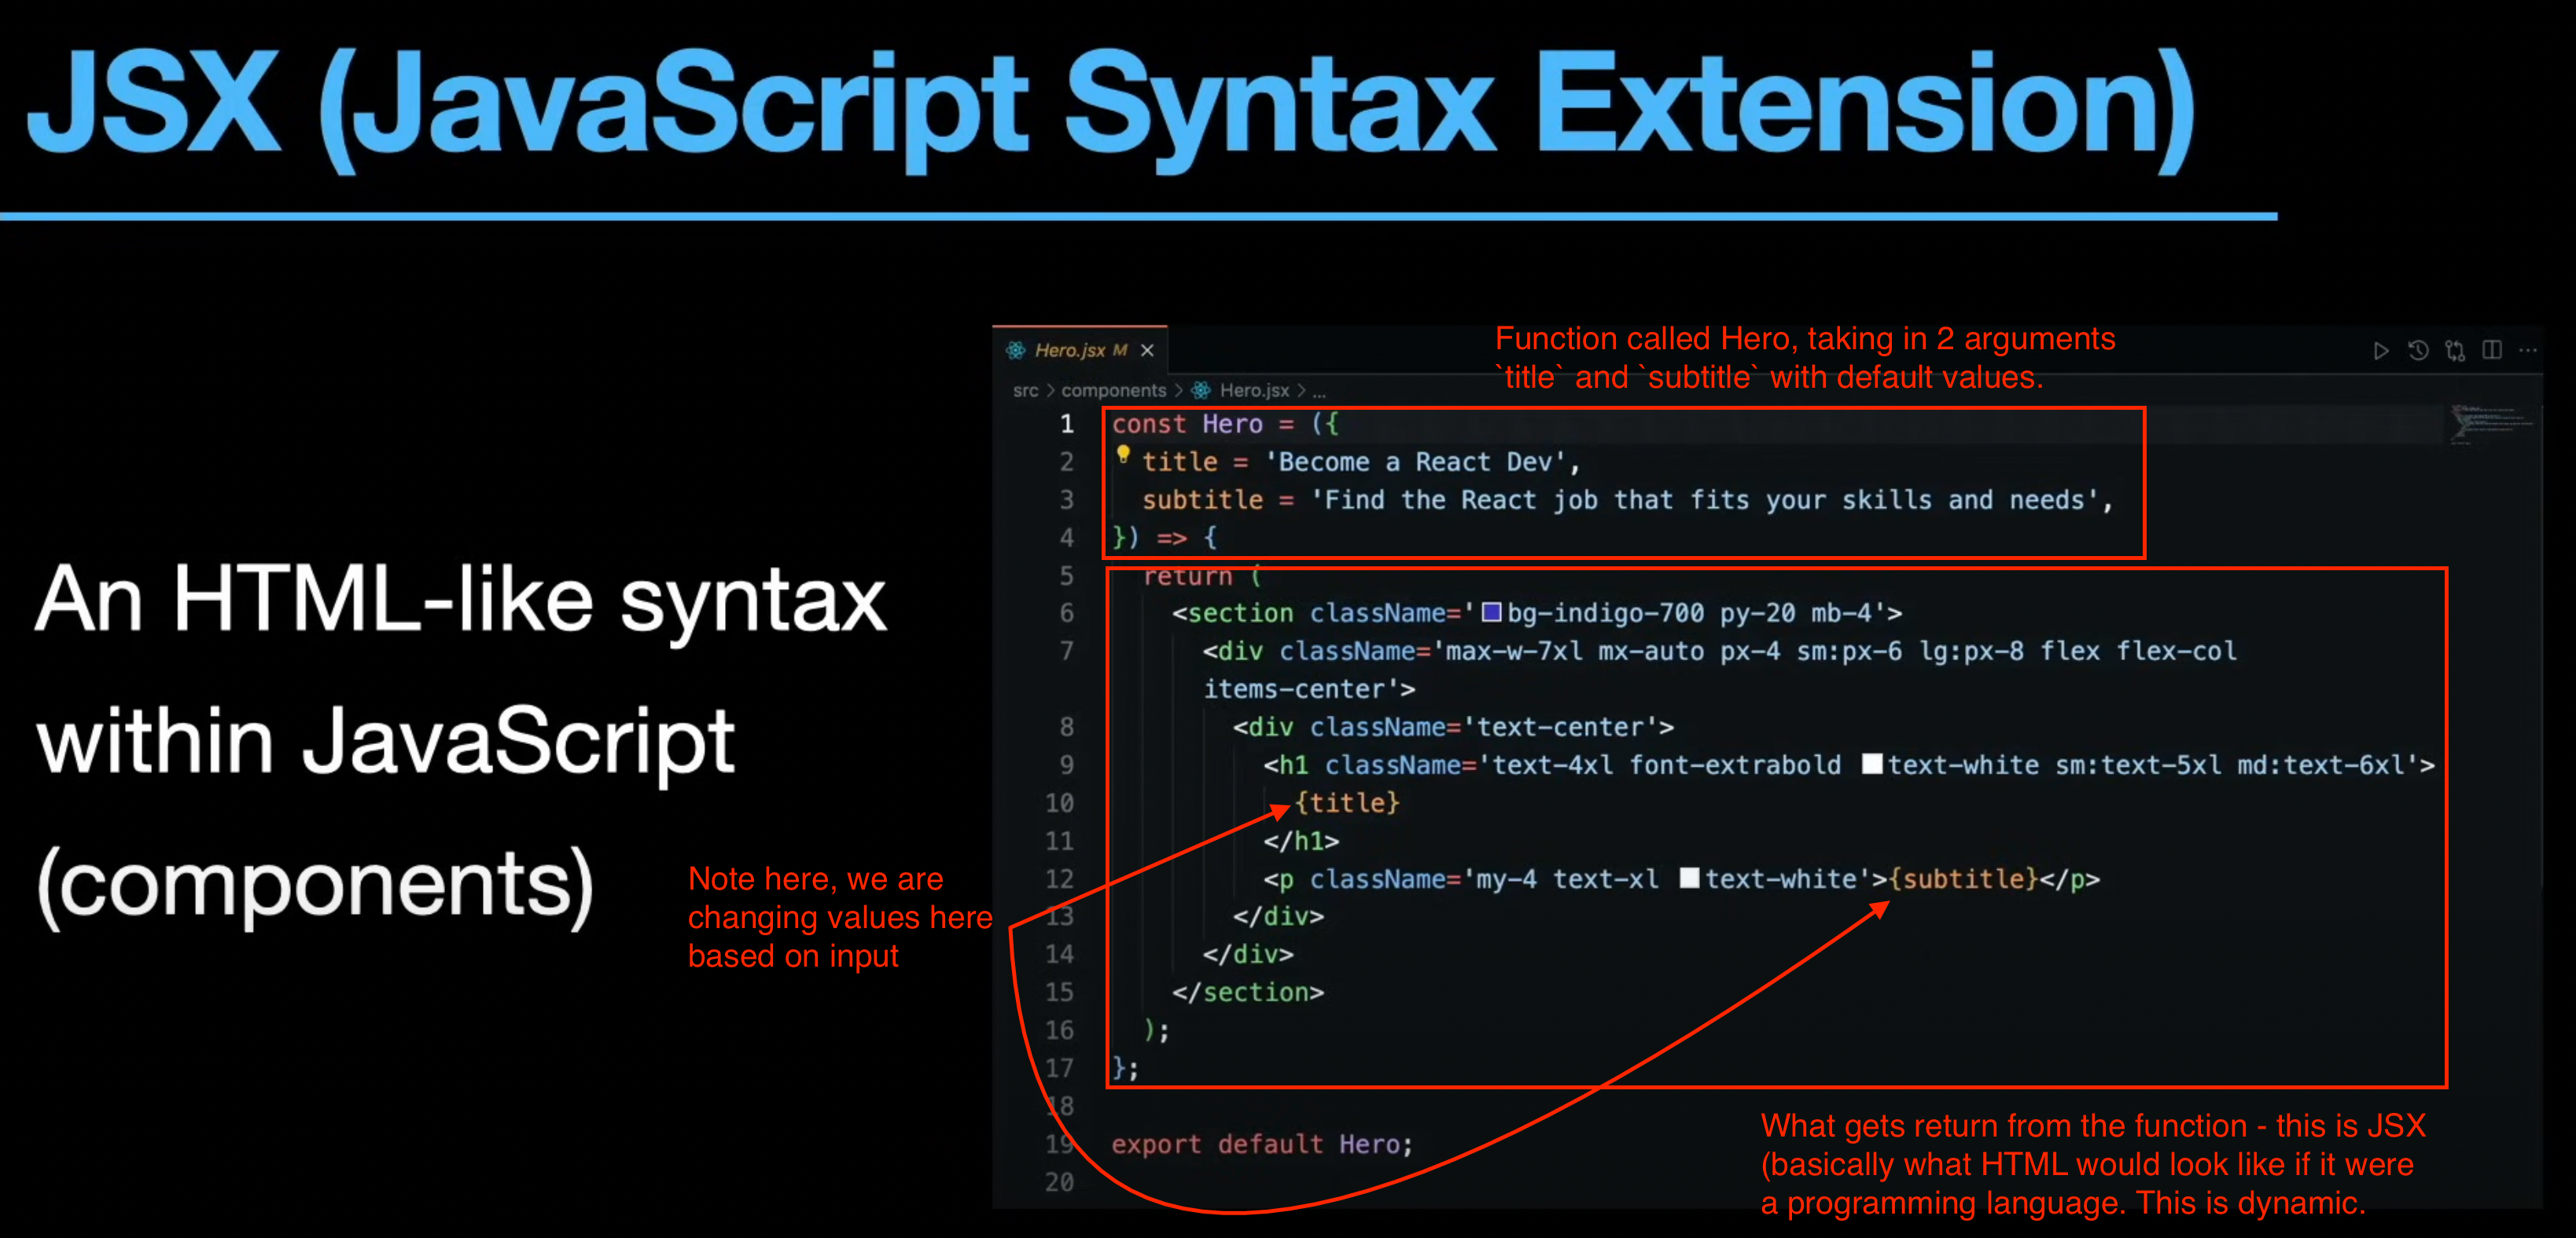 JSX (JavaScript Syntax Extension)
An HTML-like syntax
within JavaScript
(components)
Hero.jsx M
src > components > Hero.jsx > ...
Function called Hero, taking in 2 arguments
`title` and `subtitle` with default values.
1 const Hero = ({
2 title = 'Become a React Dev',
3 subtitle = 'Find the React job that fits your skills and needs',
4 }) => {
5 return (
6 <section className='bg-indigo-700 py-20 mb-4'>
7 <div className='max-w-7xl mx-auto px-4 sm:px-6 lg:px-8 flex flex-col
items-center'>
8 <div className='text-center'>
9 <h1 className='text-4xl font-extrabold text-white sm:text-5xl md:text-6xl'>
10 {title}
11 </h1>
12 <p className='my-4 text-xl text-white'>{subtitle}</p>
13 </div>
14 </div>
15 </section>
16 );
17 };
18
19 export default Hero;
20
Note here, we are
changing values here
based on input
What gets return from the function - this is JSX
(basically what HTML would look like if it were
a programming language. This is dynamic.